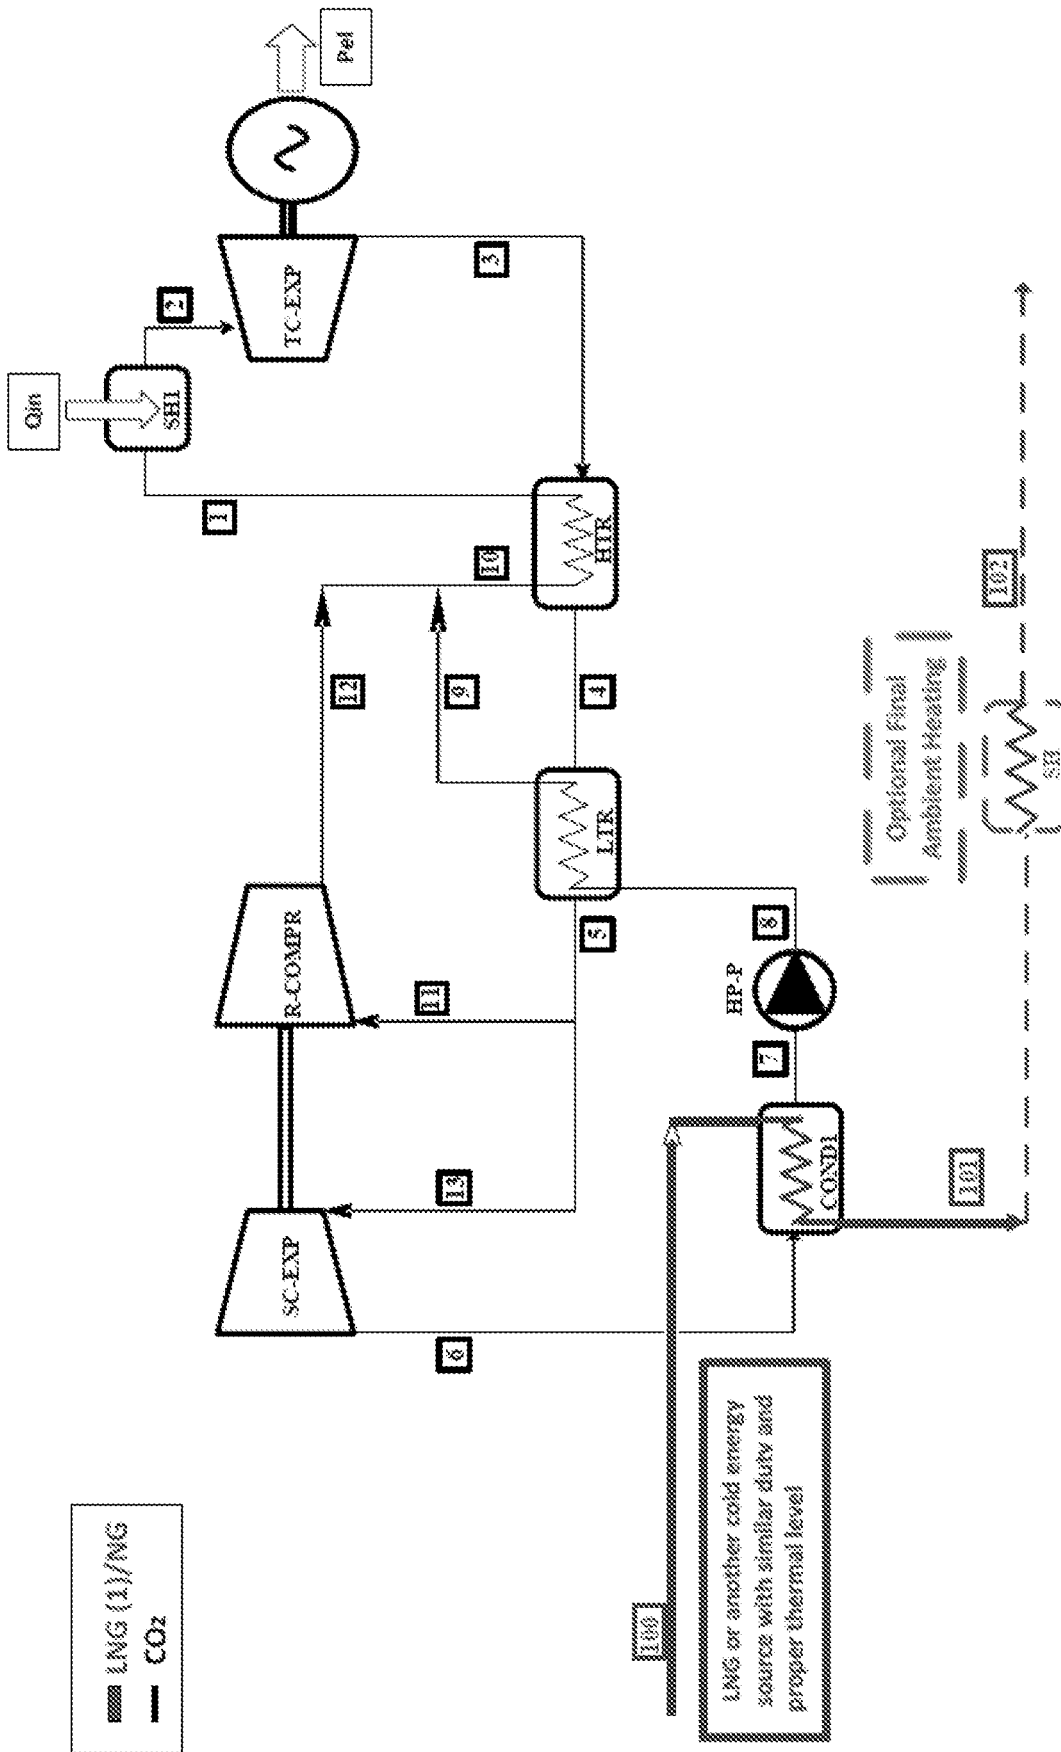 LNG (1)/NG
CO2
Qin
SH1
2
Pel
TC-EXP
1
3
12
10
HTR
9
4
R-COMPR
LTR
11
5
SC-EXP
13
6
HP-P
8
7
COND1
100
101
102
LNG or another cold energy
source with similar duty and
proper thermal level
Optional Final
Ambient Heating
SH